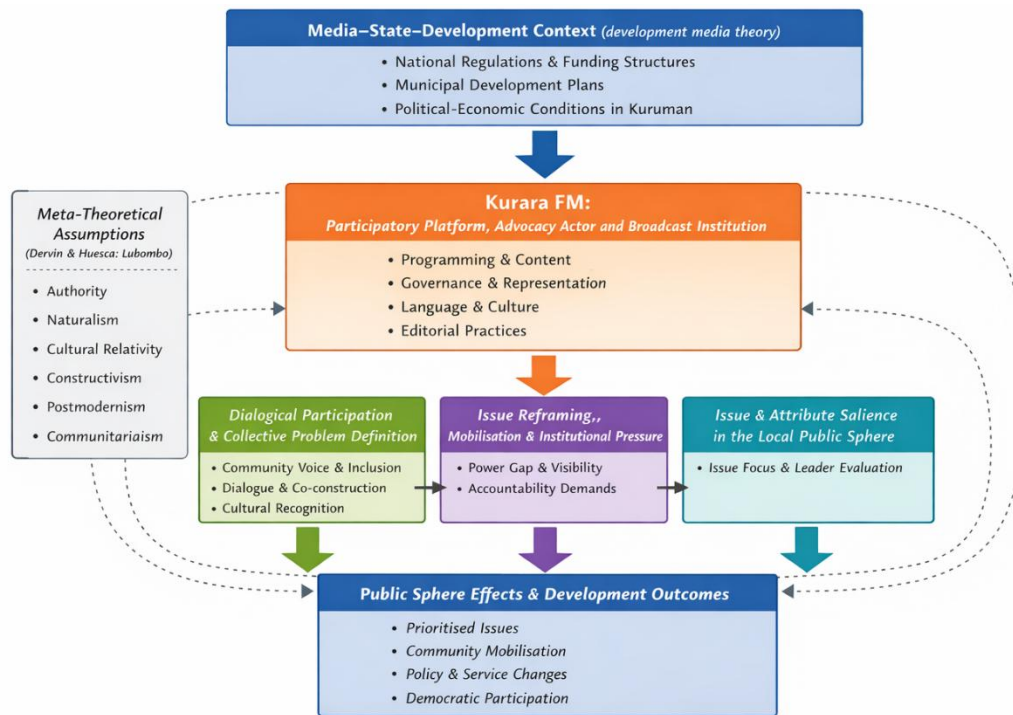 Media–State–Development Context (development media theory)
• National Regulations & Funding Structures
• Municipal Development Plans
• Political-Economic Conditions in Kuruman
Meta-Theoretical
Assumptions
(Dervin & Huesca: Lubombo)
• Authority
• Naturalism
• Cultural Relativity
• Constructivism
• Postmodernism
• Communitariaism
Kurara FM:
Participatory Platform, Advocacy Actor and Broadcast Institution
• Programming & Content
• Governance & Representation
• Language & Culture
• Editorial Practices
Dialogical Participation
& Collective Problem Definition
• Community Voice & Inclusion
• Dialogue & Co-construction
• Cultural Recognition
Issue Reframing,,
Mobilisation & Institutional Pressure
• Power Gap & Visibility
• Accountability Demands
Issue & Attribute Salience
in the Local Public Sphere
• Issue Focus & Leader Evaluation
Public Sphere Effects & Development Outcomes
• Prioritised Issues
• Community Mobilisation
• Policy & Service Changes
• Democratic Participation